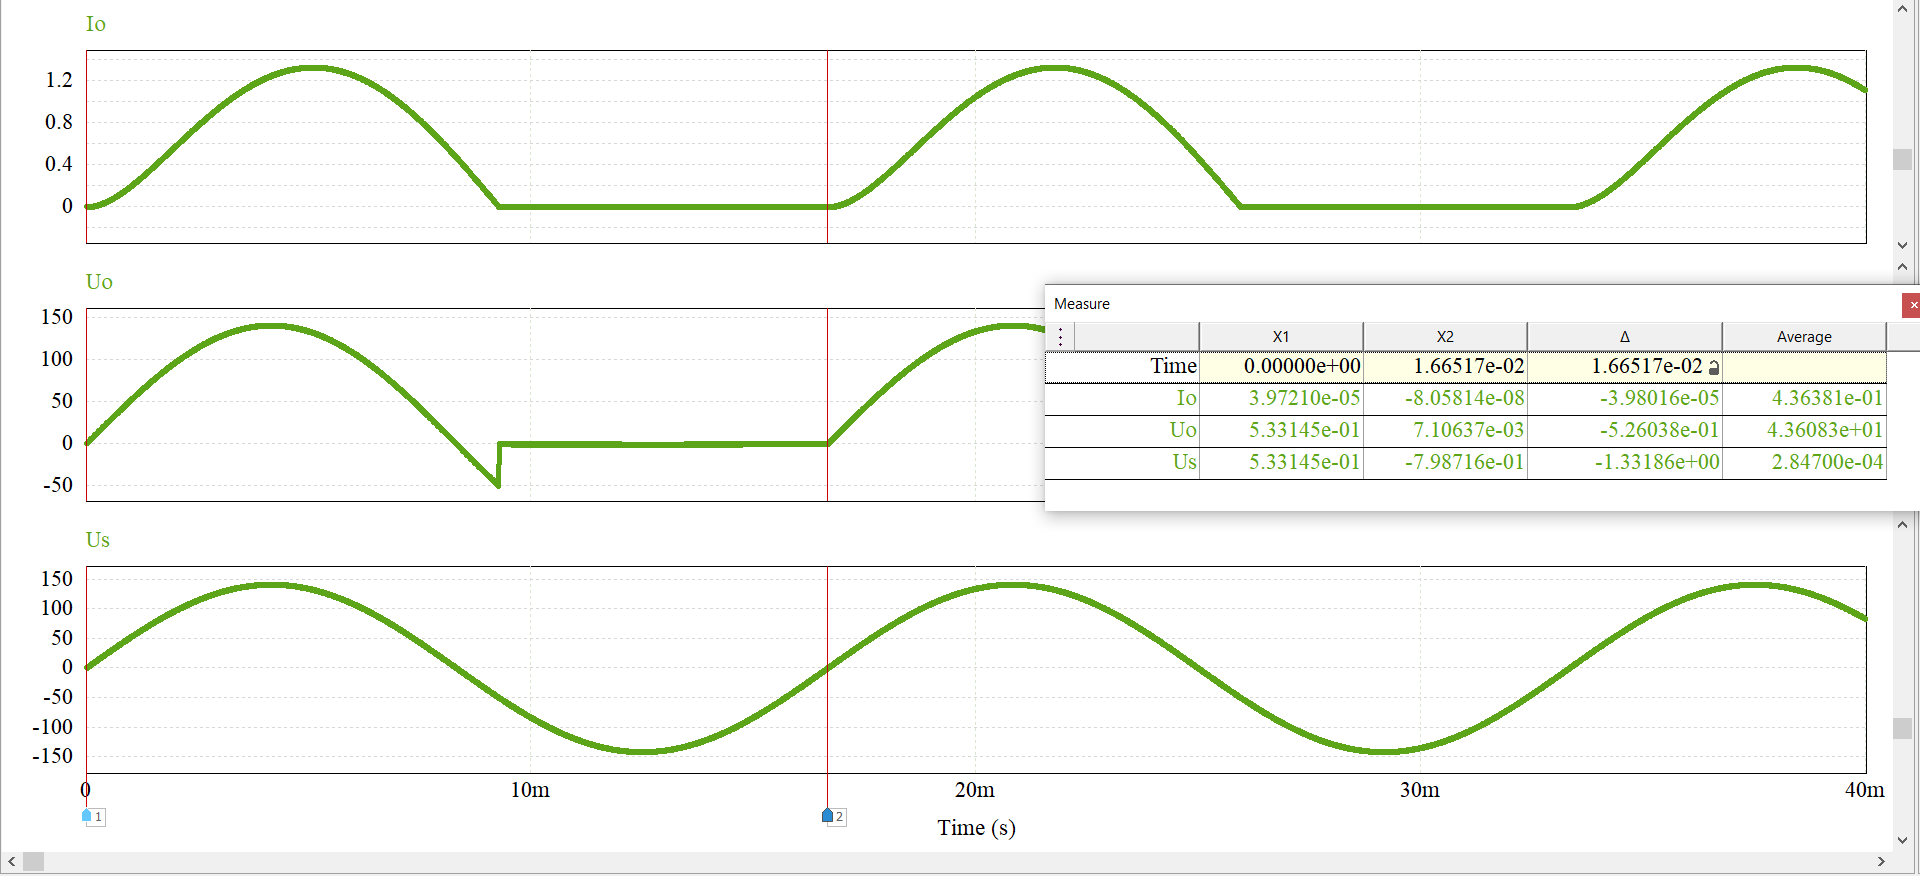 Io
1.2
0.8
0.4
0
Uo
150
100
50
0
-50
Measure
X1 X2 Δ Average
Time 0.00000e+00 1.66517e-02 1.66517e-02
Io 3.97210e-05 -8.05814e-08 -3.98016e-05 4.36381e-01
Uo 5.33145e-01 7.10637e-03 -5.26038e-01 4.36083e+01
Us 5.33145e-01 -7.98716e-01 -1.33186e+00 2.84700e-04
Us
150
100
50
0
-50
-100
-150
0 10m 20m 30m 40m
1 2
Time (s)